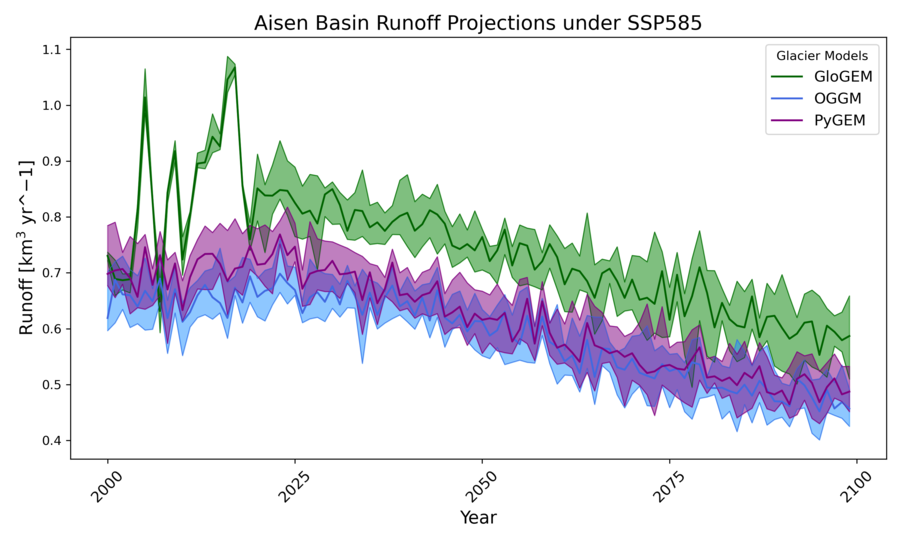 Aisen Basin Runoff Projections under SSP585
Runoff [km³ yr^−1]
1.1
1.0
0.9
0.8
0.7
0.6
0.5
0.4
Glacier Models
GloGEM
OGGM
PyGEM
2000
2025
2050
2075
2100
Year